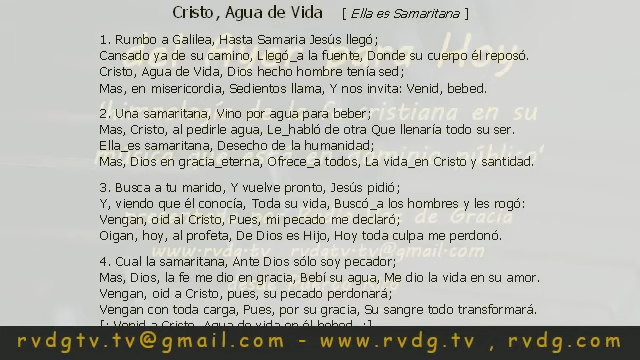 Cristo, Agua de Vida [ Ella es Samaritana ]
1. Rumbo a Galilea, Hasta Samaria Jesús llegó;
Cansado ya de su camino, Llegó_a la fuente, Donde su cuerpo él reposó.
Cristo, Agua de Vida, Dios hecho hombre tenía sed;
Mas, en misericordia, Sedientos llama, Y nos invita: Venid, bebed.
2. Una samaritana, Vino por agua para beber;
Mas, Cristo, al pedirle agua, Le_habló de otra Que llenaría todo su ser.
Ella_es samaritana, Desecho de la humanidad;
Mas, Dios en gracia_eterna, Ofrece_a todos, La vida_en Cristo y santidad.
3. Busca a tu marido, Y vuelve pronto, Jesús pidió;
Y, viendo que él conocía, Toda su vida, Buscó_a los hombres y les rogó:
Vengan, oid al Cristo, Pues, mi pecado me declaró;
Oigan, hoy, al profeta, De Dios es Hijo, Hoy toda culpa me perdonó.
4. Cual la samaritana, Ante Dios sólo soy pecador;
Mas, Dios, la fe me dio en gracia, Bebí su agua, Me dio la vida en su amor.
Vengan, oid a Cristo, pues, su pecado perdonará;
Vengan con toda carga, Pues, por su gracia, Su sangre todo transformará.
[: Venid a Cristo, Agua de vida en él bebed. :]
rvdgtv.tv@gmail.com - www.rvdg.tv , rvdg.com